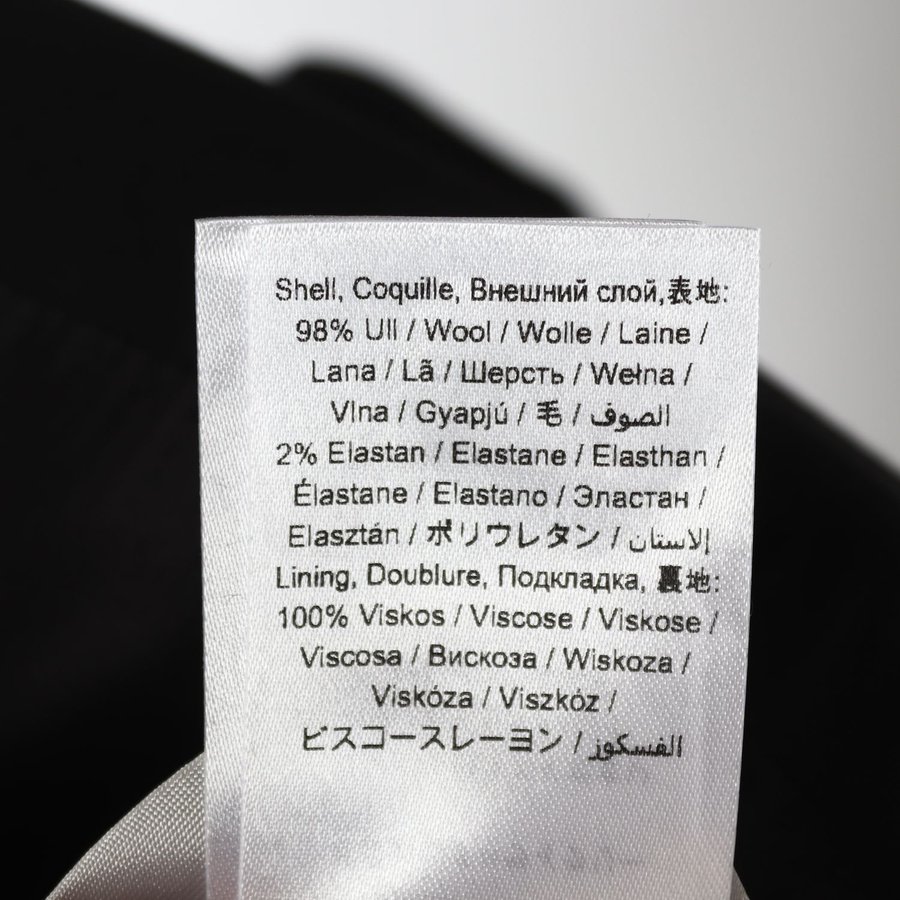 Shell, Coquille, Внешний слой,表地:
98% Ull / Wool / Wolle / Laine /
Lana / Lã / Шерсть / Wełna /
Vlna / Gyapjú / 毛 / الصوف
2% Elastan / Elastane / Elasthan /
Élastane / Elastano / Эластан /
Elasztán / ポリウレタン / إلاستان
Lining, Doublure, Подкладка, 裏地:
100% Viskos / Viscose / Viskose /
Viscosa / Вискоза / Wiskoza /
Viskóza / Viszkóz /
ビスコースレーヨン / الفسكوز